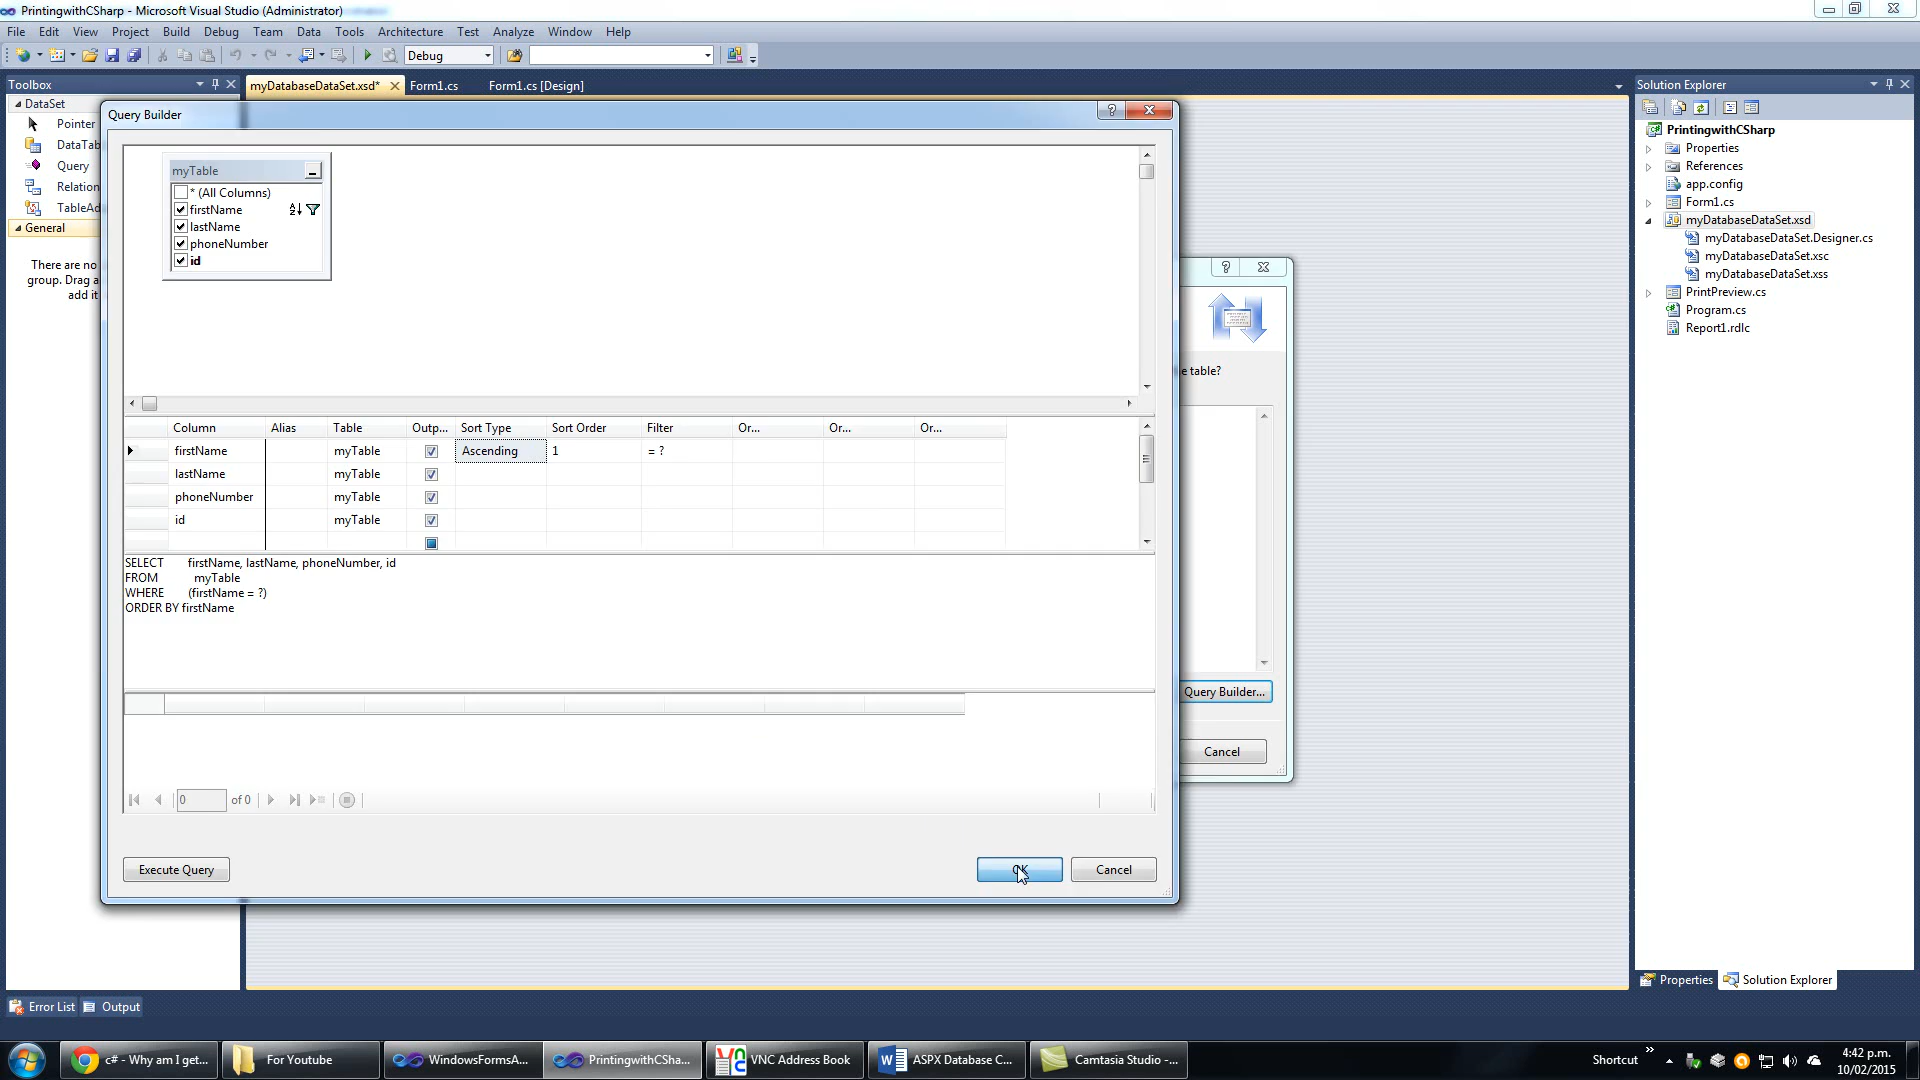 PrintingwithCSharp - Microsoft Visual Studio (Administrator)
File Edit View Project Build Debug Team Data Tools Architecture Test Analyze Window Help
Debug
Toolbox
myDatabaseDataSet.xsd* Form1.cs Form1.cs [Design]
Solution Explorer
DataSet
Pointer
DataTab
Query
Relation
TableAd
General
There are no
group. Drag a
add it
Query Builder
myTable
* (All Columns)
firstName
lastName
phoneNumber
id
Column Alias Table Outp... Sort Type Sort Order Filter Or... Or... Or...
firstName myTable Ascending 1 = ?
lastName myTable
phoneNumber myTable
id myTable
SELECT firstName, lastName, phoneNumber, id
FROM myTable
WHERE (firstName = ?)
ORDER BY firstName
0 of 0
Execute Query OK Cancel
e table?
Query Builder...
Cancel
PrintingwithCSharp
Properties
References
app.config
Form1.cs
myDatabaseDataSet.xsd
myDatabaseDataSet.Designer.cs
myDatabaseDataSet.xsc
myDatabaseDataSet.xss
PrintPreview.cs
Program.cs
Report1.rdlc
Properties Solution Explorer
Error List Output
c# - Why am I get... For Youtube WindowsFormsA... PrintingwithCSha... VNC Address Book ASPX Database C... Camtasia Studio -... Shortcut
4:42 p.m.
10/02/2015